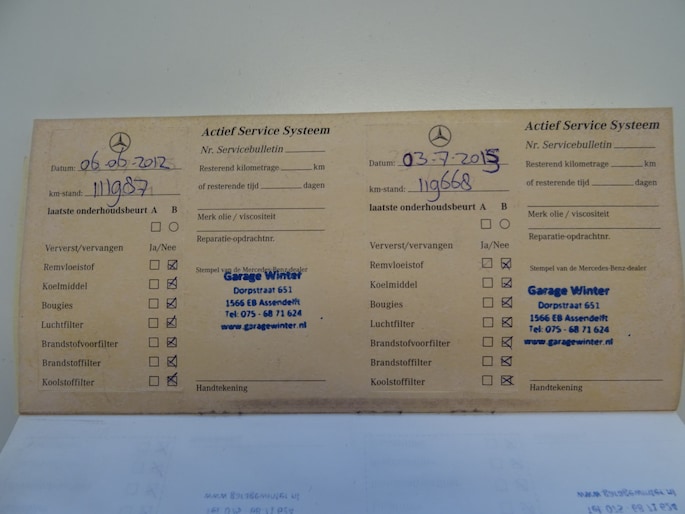 Actief Service Systeem
Nr. Servicebulletin
Datum: 06-06-2012
Resterend kilometrage km
km-stand: 111987
of resterende tijd dagen
laatste onderhoudsbeurt A B
Merk olie / viscositeit
Reparatie-opdrachtnr.
Ververst/vervangen Ja/Nee
Stempel van de Mercedes-Benz-dealer
Remvloeistof
Koelmiddel
Bougies
Luchtfilter
Brandstofvoorfilter
Brandstoffilter
Koolstoffilter
Garage Winter
Dorpstraat 651
1566 EB Assendelft
Tel: 075 - 68 71 624
www.garagewinter.nl
Handtekening
Actief Service Systeem
Nr. Servicebulletin
Datum: 03-7-2015
Resterend kilometrage km
km-stand: 119668
of resterende tijd dagen
laatste onderhoudsbeurt A B
Merk olie / viscositeit
Reparatie-opdrachtnr.
Ververst/vervangen Ja/Nee
Stempel van de Mercedes-Benz-dealer
Remvloeistof
Koelmiddel
Bougies
Luchtfilter
Brandstofvoorfilter
Brandstoffilter
Koolstoffilter
Garage Winter
Dorpstraat 651
1566 EB Assendelft
Tel: 075 - 68 71 624
www.garagewinter.nl
Handtekening